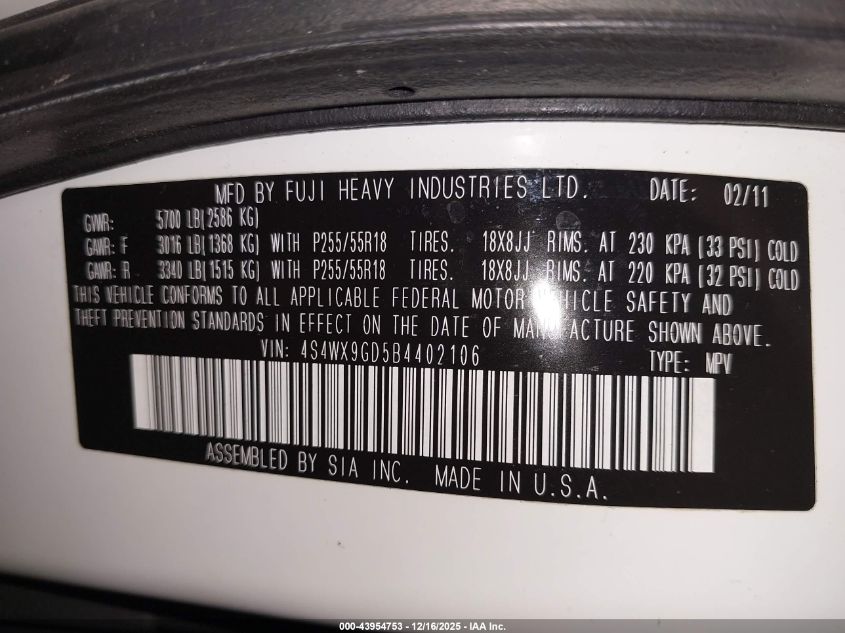 MFD BY FUJI HEAVY INDUSTRIES LTD. DATE: 02/11
GVWR: 5700 LB(2586 KG)
GAWR: F 3016 LB(1368 KG) WITH P255/55R18 TIRES. 18X8JJ RIMS. AT 230 KPA (33 PSI) COLD
GAWR: R 3340 LB(1515 KG) WITH P255/55R18 TIRES. 18X8JJ RIMS. AT 220 KPA (32 PSI) COLD
THIS VEHICLE CONFORMS TO ALL APPLICABLE FEDERAL MOTOR VEHICLE SAFETY AND
THEFT PREVENTION STANDARDS IN EFFECT ON THE DATE OF MANUFACTURE SHOWN ABOVE.
VIN: 4S4WX9GD5B4402106 TYPE: MPV
ASSEMBLED BY SIA INC. MADE IN U.S.A.
000-43954753 - 12/16/2025 - IAA Inc.